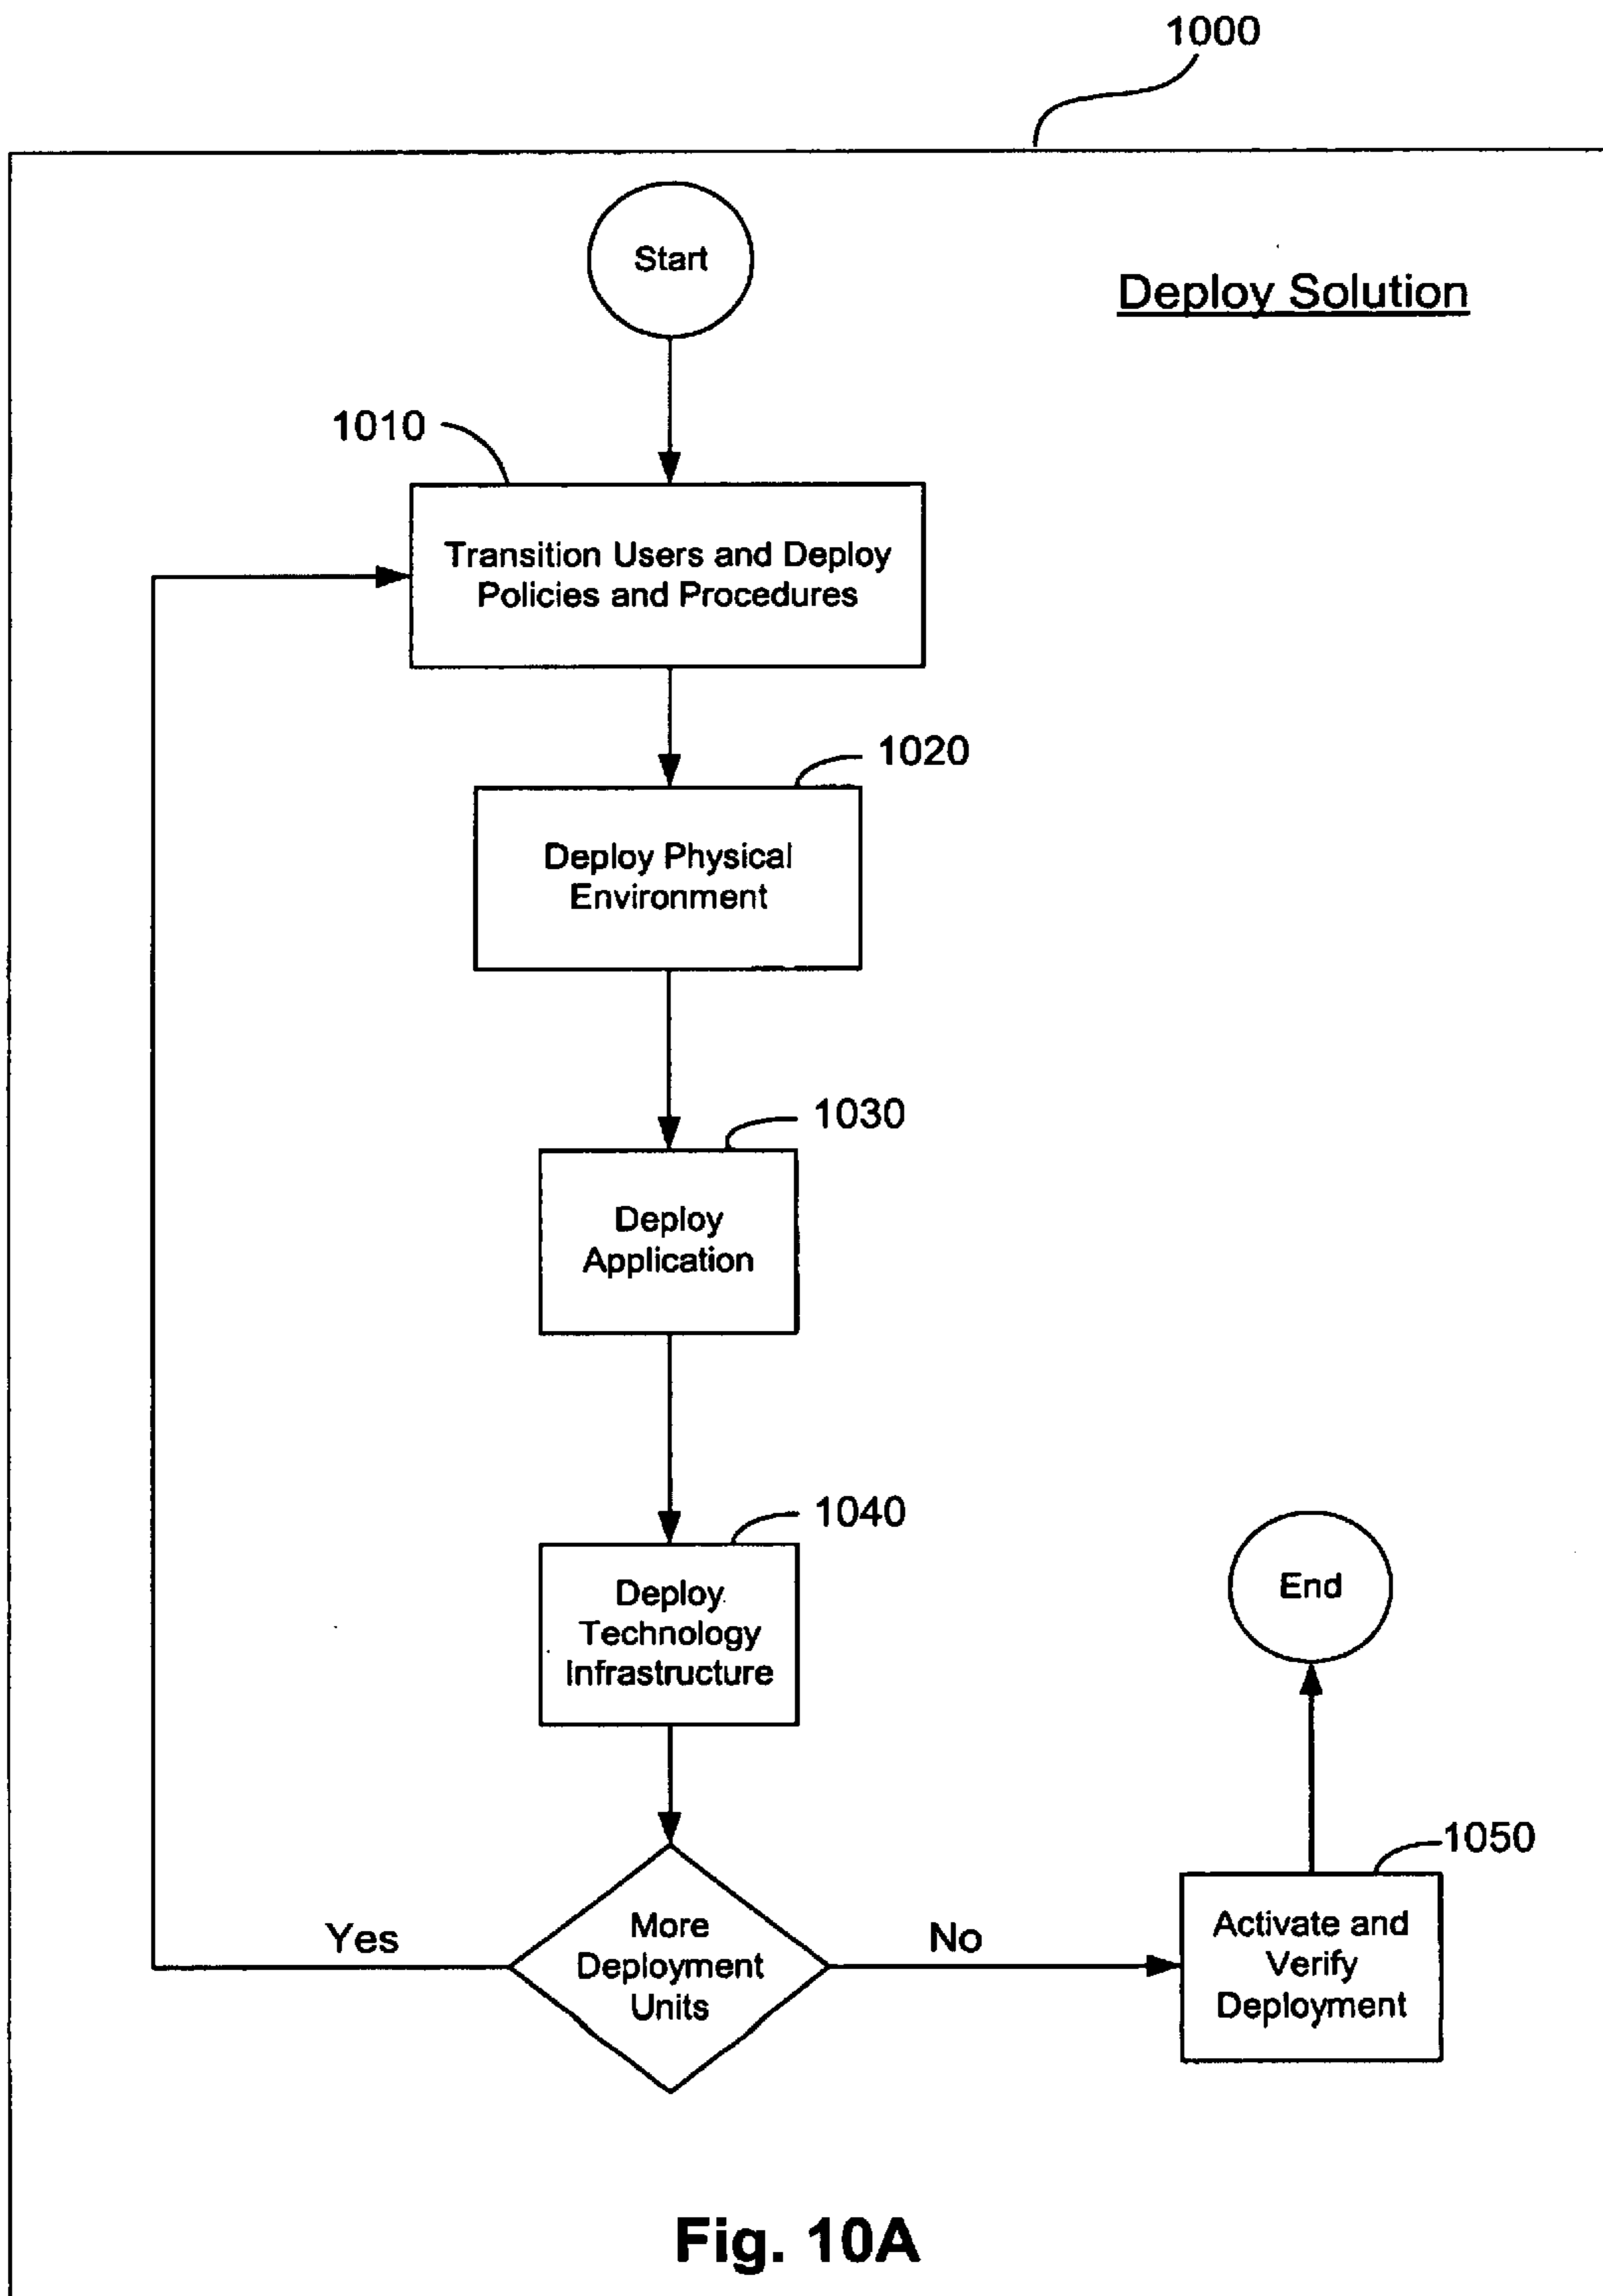 1000
Start
Deploy Solution
1010
Transition Users and Deploy
Policies and Procedures
1020
Deploy Physical
Environment
1030
Deploy
Application
1040
Deploy
Technology
Infrastructure
End
1050
More
Deployment
Units
Yes
No
Activate and
Verify
Deployment
Fig. 10A